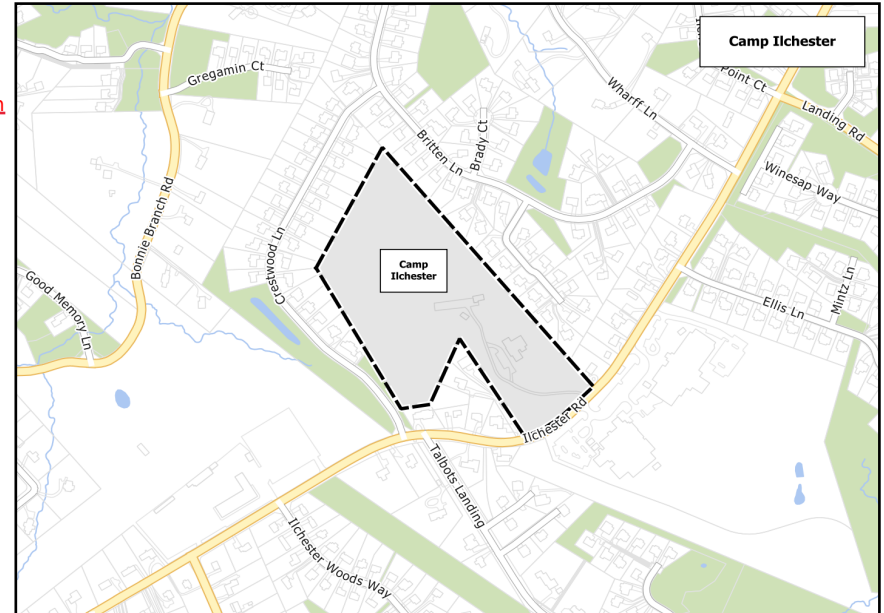 Camp Ilchester
Gregamin Ct
Point Ct
Landing Rd
Wharff Ln
Britten Ln
Brady Ct
Winesap Way
Bonnie Branch Rd
Crestwood Ln
Camp
Ilchester
Good Memory Ln
Ellis Ln
Mintz Ln
Ilchester Rd
Talbots Landing
Ilchester Woods Way